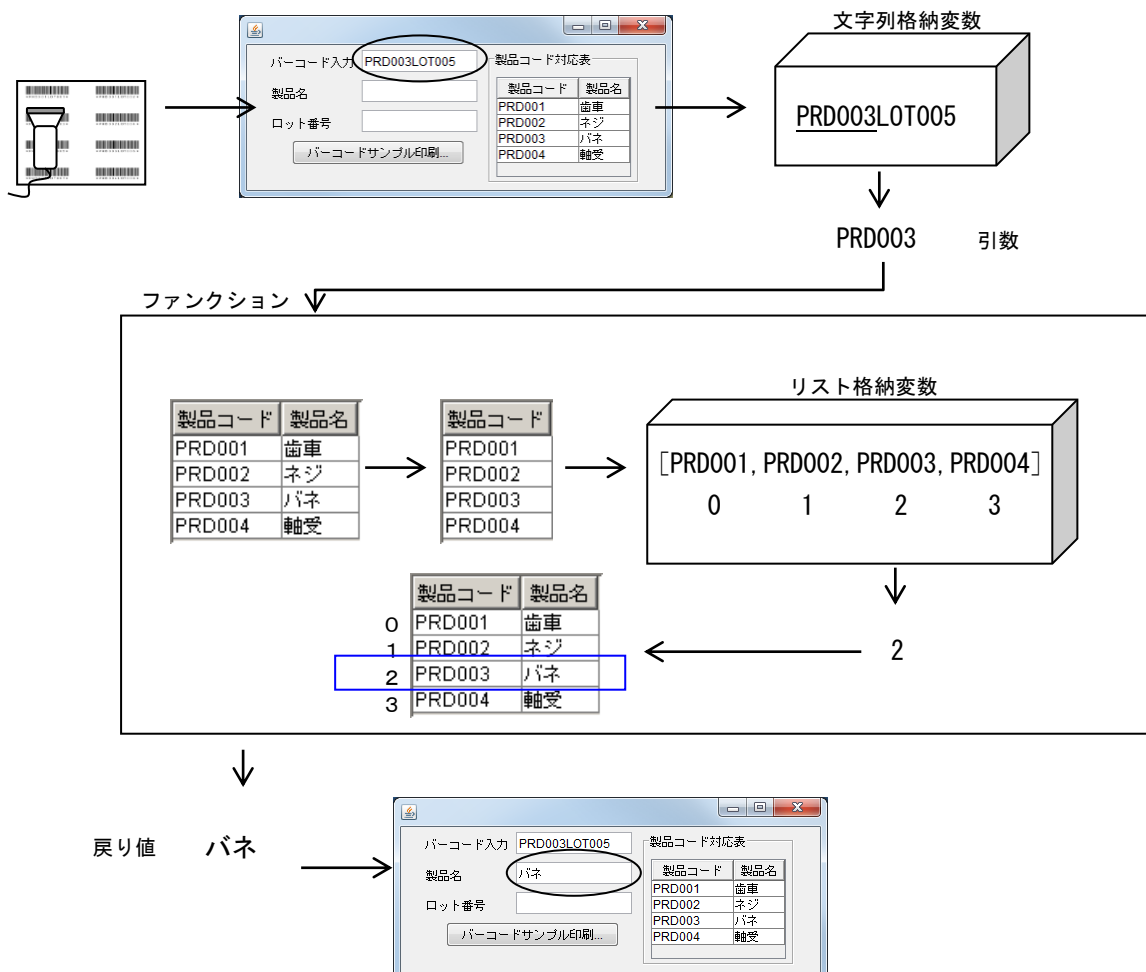 文字列格納変数
バーコード入力 PRD003LOT005
製品名
ロット番号
バーコードサンプル印刷...
製品コード対応表
製品コード 製品名
PRD001 歯車
PRD002 ネジ
PRD003 バネ
PRD004 軸受
PRD003LOT005
PRD003 引数
ファンクション
製品コード 製品名
PRD001 歯車
PRD002 ネジ
PRD003 バネ
PRD004 軸受
製品コード
PRD001
PRD002
PRD003
PRD004
リスト格納変数
[PRD001, PRD002, PRD003, PRD004]
0 1 2 3
2
製品コード 製品名
0 PRD001 歯車
1 PRD002 ネジ
2 PRD003 バネ
3 PRD004 軸受
戻り値 バネ
バーコード入力 PRD003LOT005
製品名 バネ
ロット番号
バーコードサンプル印刷...
製品コード対応表
製品コード 製品名
PRD001 歯車
PRD002 ネジ
PRD003 バネ
PRD004 軸受